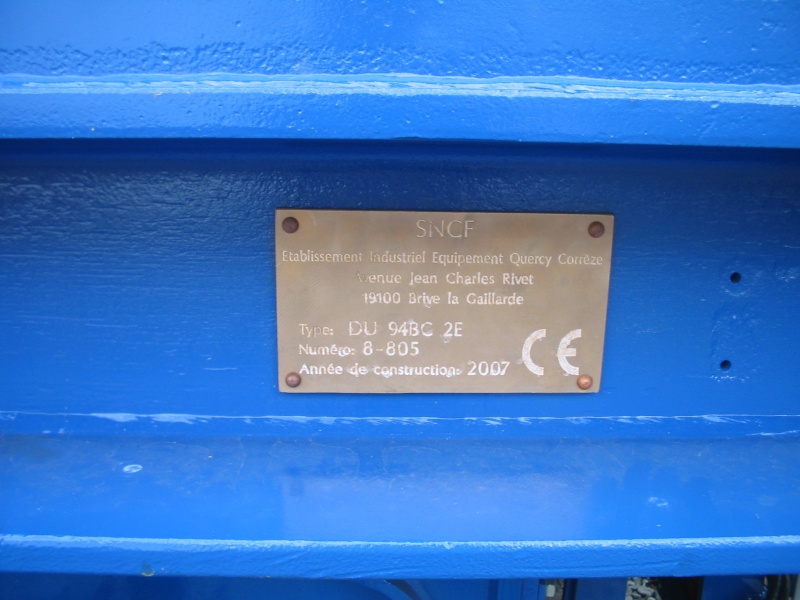 SNCF
Etablissement Industriel Equipement Quercy Corrèze
Avenue Jean Charles Rivet
19100 Brive la Gaillarde
Type: DU 94BC 2E
Numéro: 8-805
Année de construction: 2007
CE